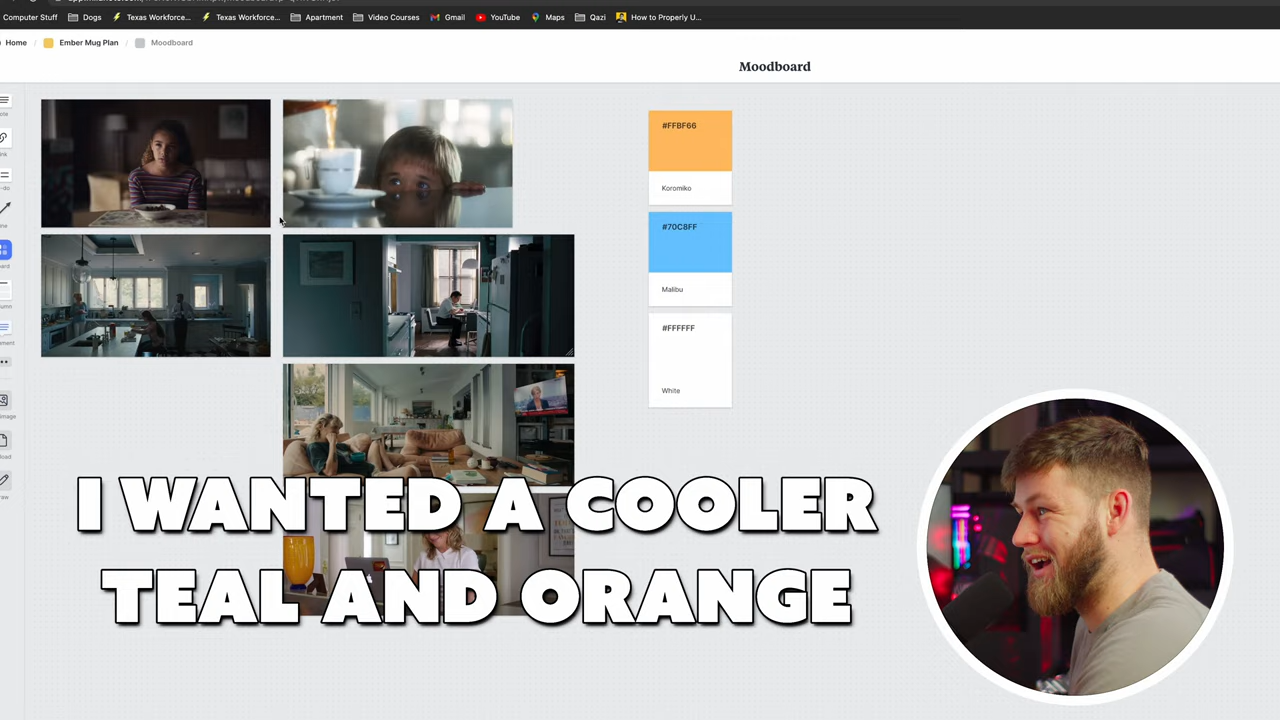 Computer Stuff
Dogs
Texas Workforce...
Texas Workforce...
Apartment
Video Courses
Gmail
YouTube
Maps
Qazi
How to Properly U...
Home / Ember Mug Plan / Moodboard
Moodboard
#FFBF66
Koromiko
#70C8FF
Malibu
#FFFFFF
White
image
I WANTED A COOLER
TEAL AND ORANGE